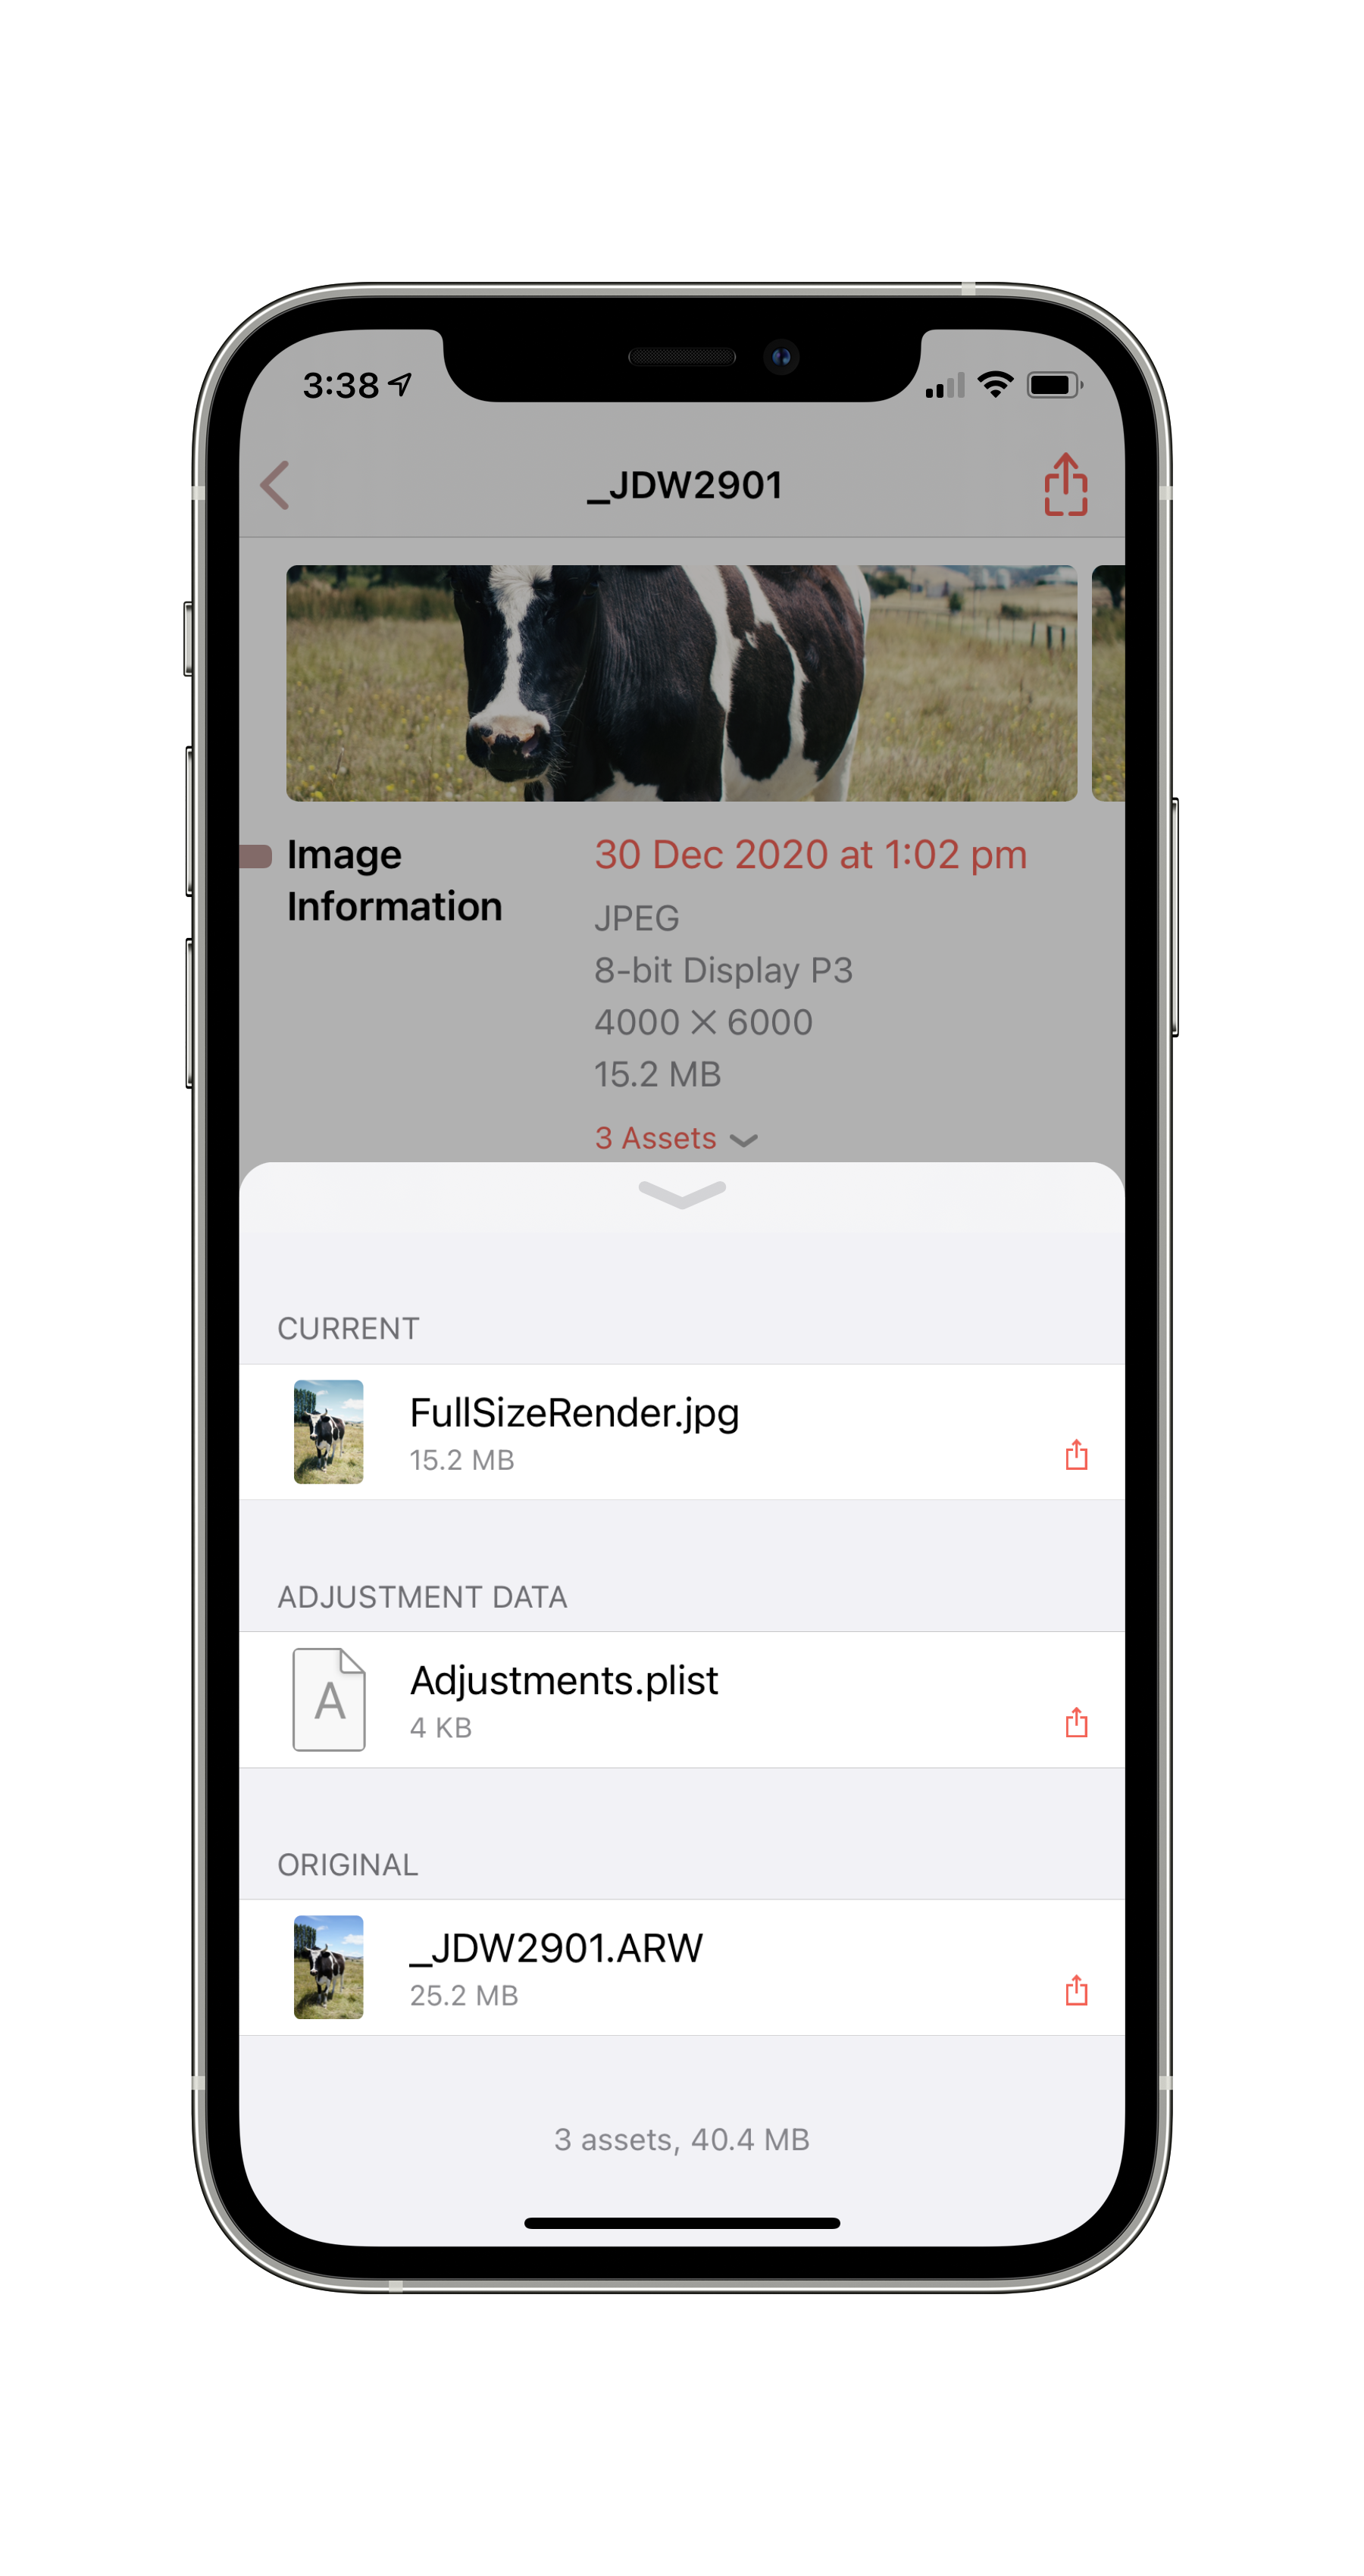 3:38
_JDW2901
Image
Information
30 Dec 2020 at 1:02 pm
JPEG
8-bit Display P3
4000 × 6000
15.2 MB
3 Assets
CURRENT
FullSizeRender.jpg
15.2 MB
ADJUSTMENT DATA
A
Adjustments.plist
4 KB
ORIGINAL
_JDW2901.ARW
25.2 MB
3 assets, 40.4 MB